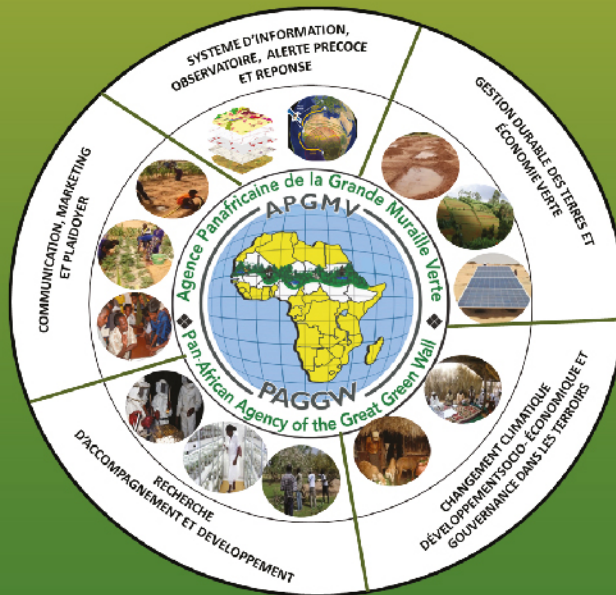 SYSTEME D'INFORMATION,
OBSERVATOIRE, ALERTE PRECOCE
ET REPONSE
GESTION DURABLE DES TERRES ET
ÉCONOMIE VERTE
CHANGEMENT CLIMATIQUE
DÉVELOPPEMENTSOCIO- ÉCONOMIQUE ET
GOUVERNANCE DANS LES TERROIRS
RECHERCHE
D'ACCOMPAGNEMENT ET DEVELOPPEMENT
COMMUNICATION, MARKETING
ET PLAIDOYER
Agence Panafricaine de la Grande Muraille Verte
APGMV
PAGGW
Pan-African Agency of the Great Green Wall